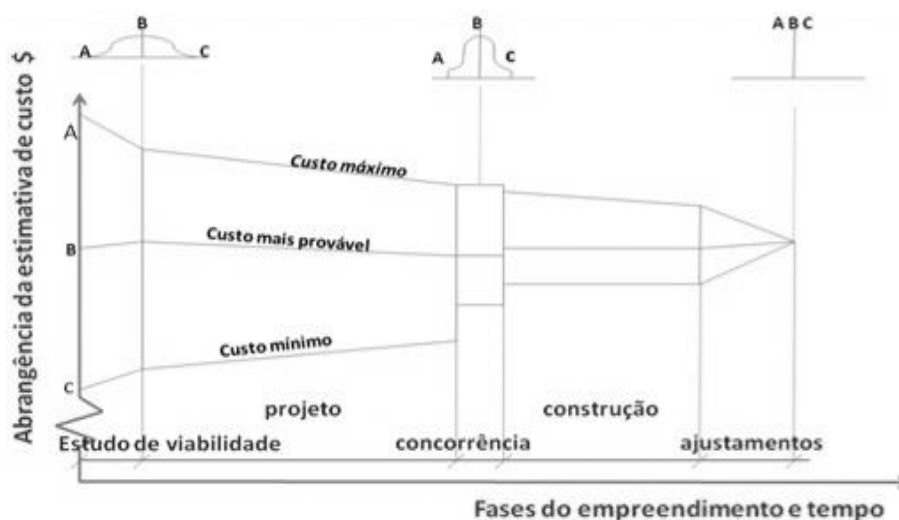 B
A
C
B
A
c
A B C
Abrangência da estimativa de custo $
A
Custo máximo
B
Custo mais provável
Custo mínimo
C
projeto
construção
Estudo de viabilidade
concorrência
ajustamentos
Fases do empreendimento e tempo